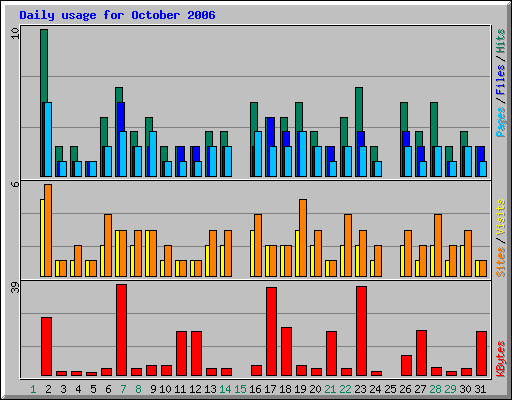 Daily usage for October 2006
10
Pages / Files / Hits
6
Sites / Visits
39
KBytes
1 2 3 4 5 6 7 8 9 10 11 12 13 14 15 16 17 18 19 20 21 22 23 24 25 26 27 28 29 30 31